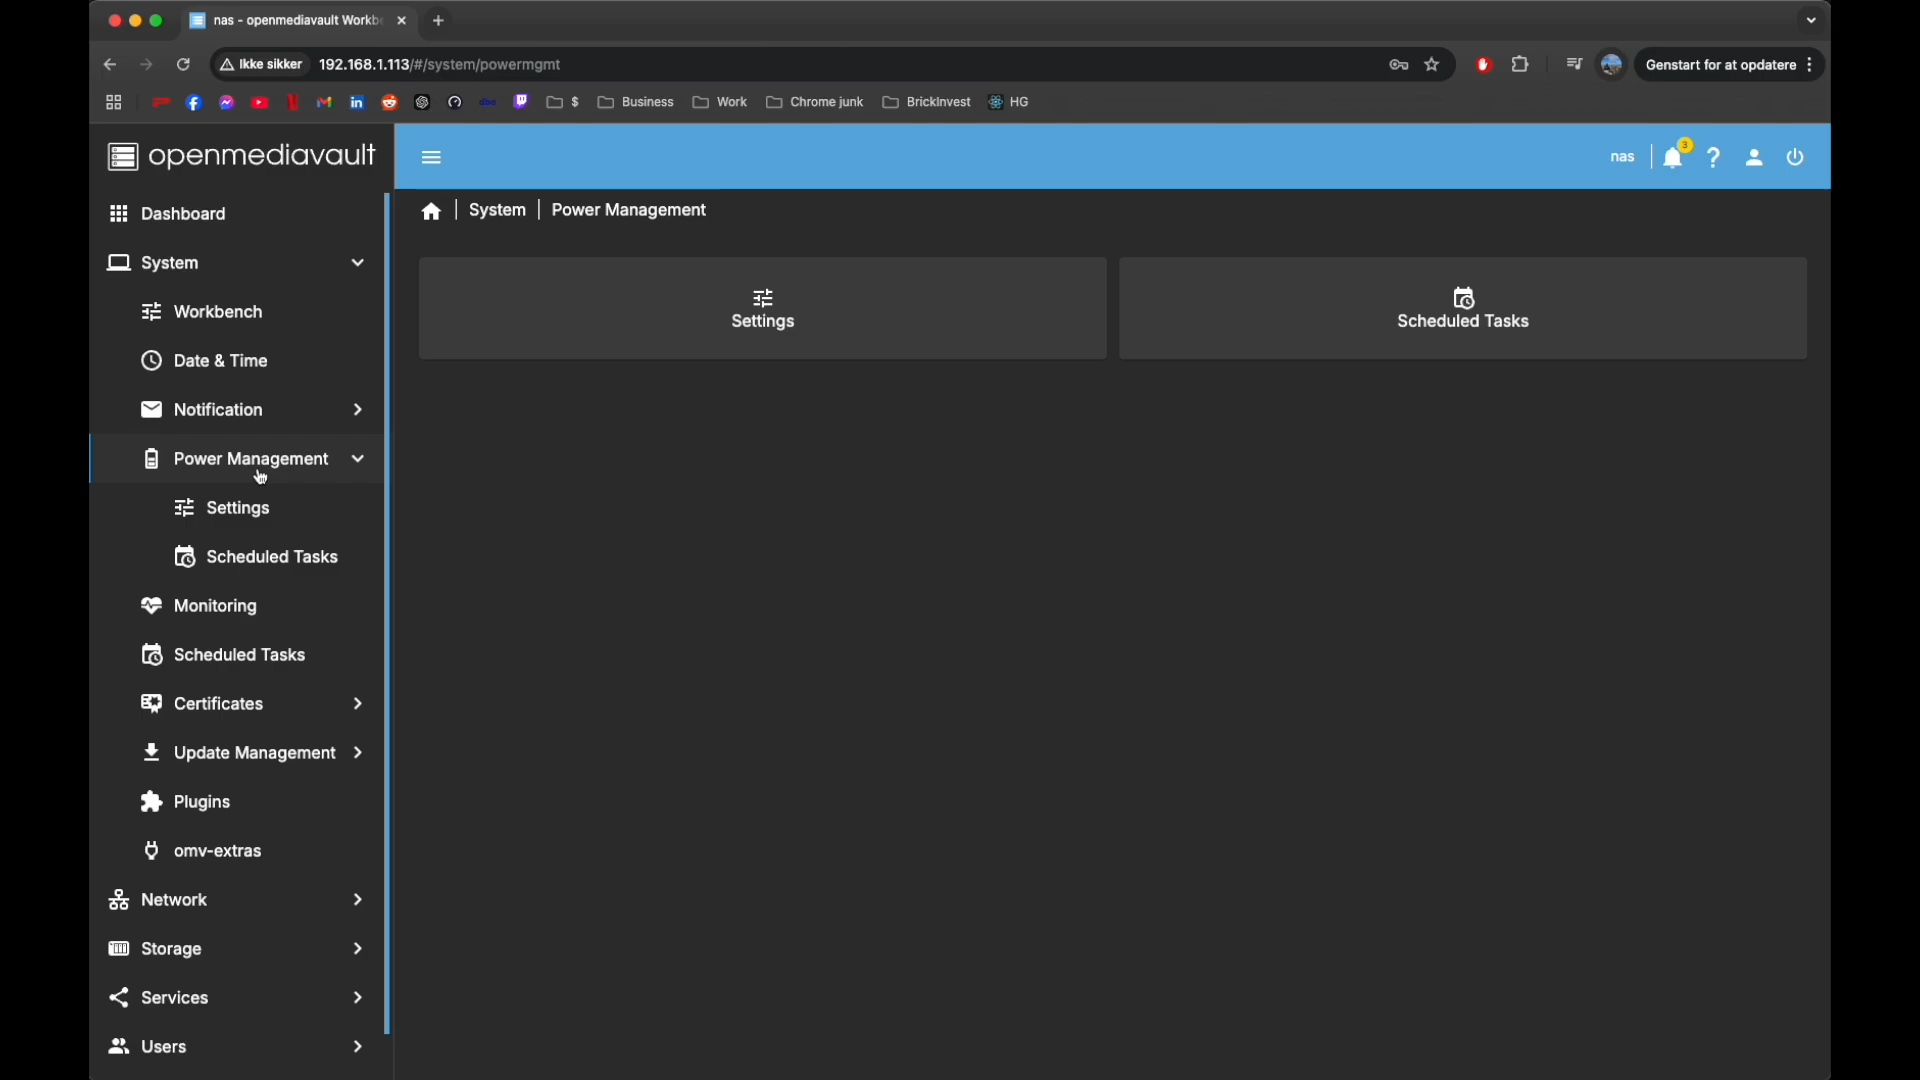 nas - openmediavault Workbe
Ikke sikker
192.168.1.113/#/system/powermgmt
Genstart for at opdatere
$
Business
Work
Chrome junk
BrickInvest
HG
openmediavault
nas
3
Dashboard
System
Workbench
Date & Time
Notification
Power Management
Settings
Scheduled Tasks
Monitoring
Scheduled Tasks
Certificates
Update Management
Plugins
omv-extras
Network
Storage
Services
Users
System
Power Management
Settings
Scheduled Tasks